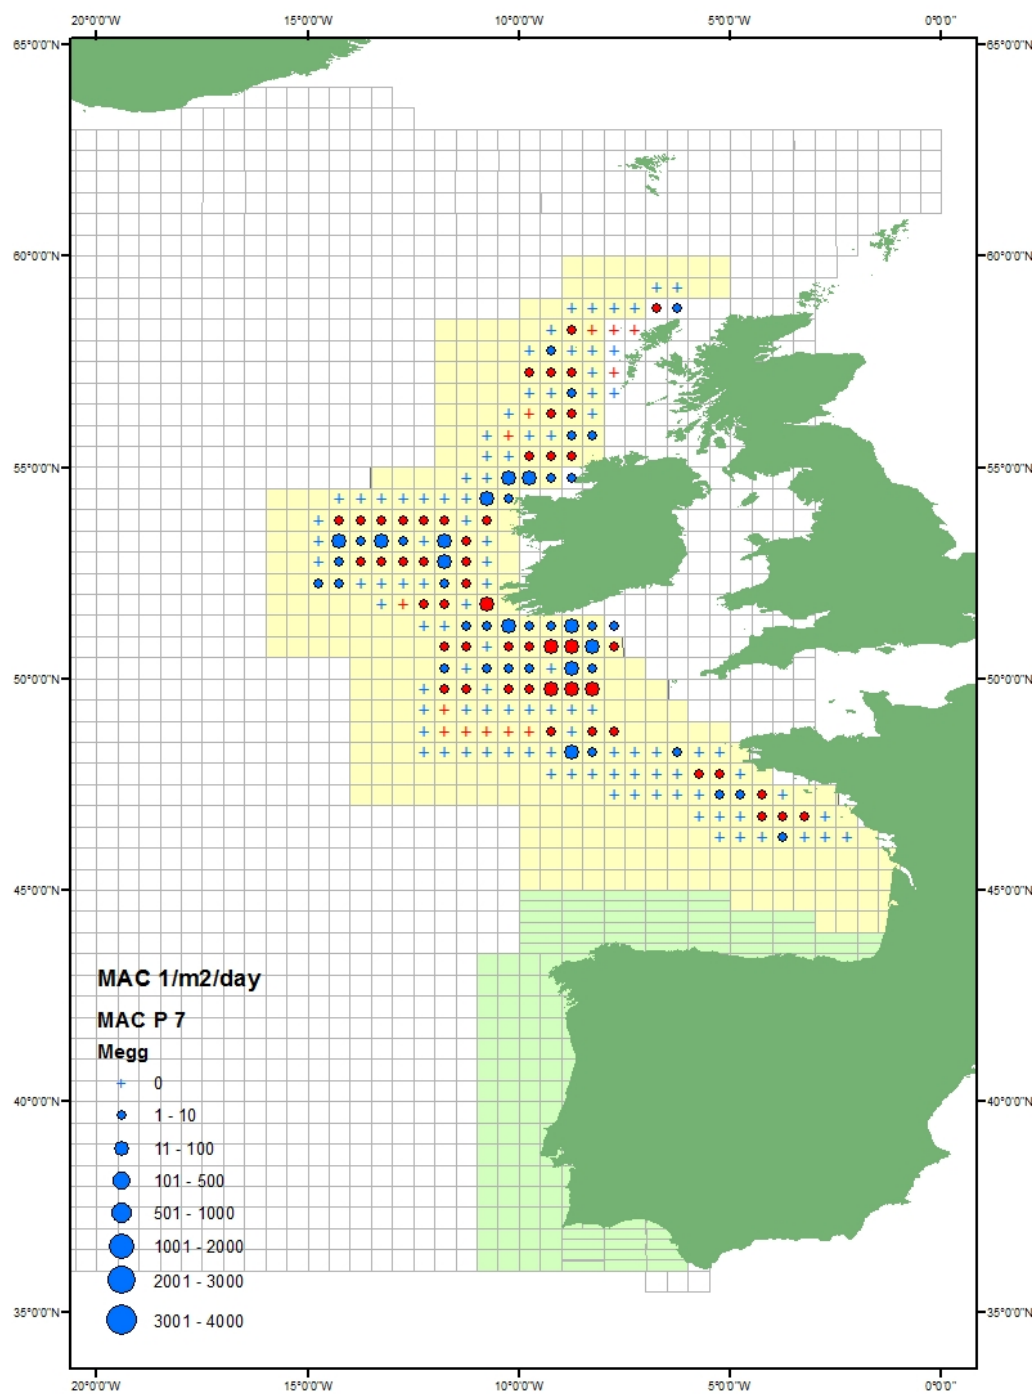 20°0'0"W 15°0'0"W 10°0'0"W 5°0'0"W 0°0'0"
65°0'0"N 65°0'0"N
60°0'0"N 60°0'0"N
55°0'0"N 55°0'0"N
50°0'0"N 50°0'0"N
45°0'0"N 45°0'0"N
MAC 1/m2/day
MAC P 7
Megg
0
40°0'0"N 40°0'0"N
1 - 10
11 - 100
101 - 500
501 - 1000
1001 - 2000
2001 - 3000
35°0'0"N 35°0'0"N
3001 - 4000
20°0'0"W 15°0'0"W 10°0'0"W 5°0'0"W 0°0'0"